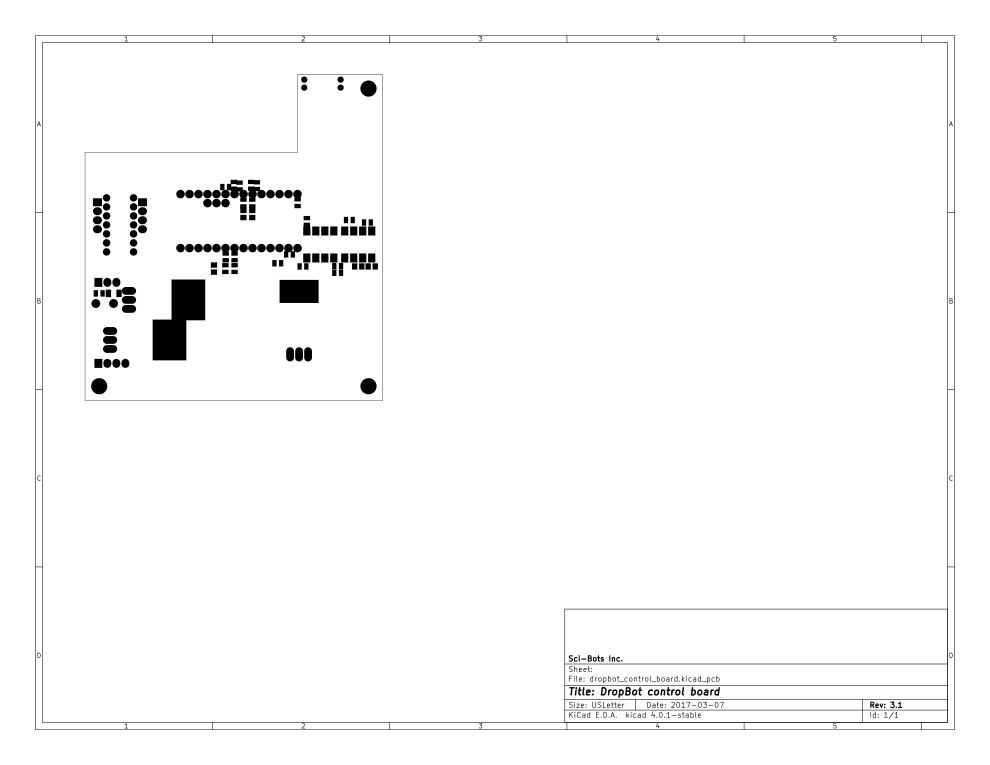 1 2 3 4 5
A A
B B
C C
D D
Sci-Bots Inc.
Sheet:
File: dropbot_control_board.kicad_pcb
Title: DropBot control board
Size: USLetter Date: 2017-03-07 Rev: 3.1
KiCad E.D.A. kicad 4.0.1-stable Id: 1/1
1 2 3 4 5